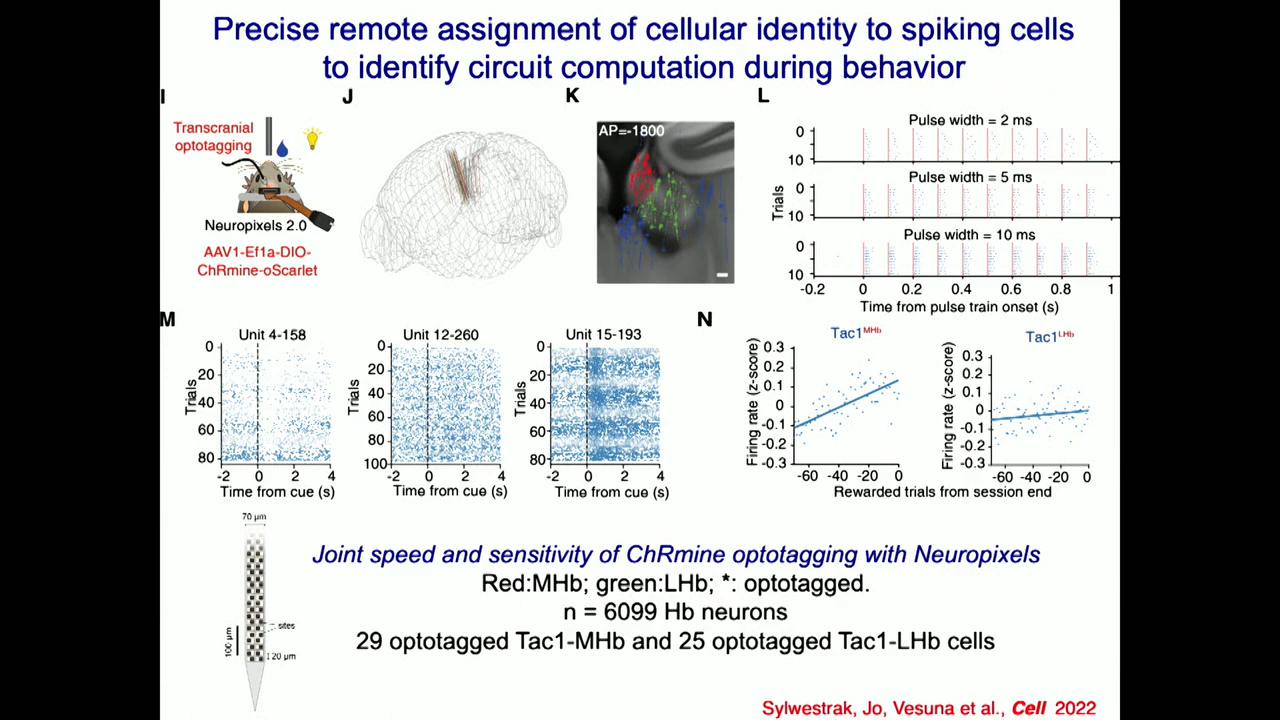 Precise remote assignment of cellular identity to spiking cells
to identify circuit computation during behavior
I
J
K
L
Transcranial
optotagging
Neuropixels 2.0
AAV1-Ef1a-DIO-
ChRmine-oScarlet
AP=-1800
Pulse width = 2 ms
0
10
Pulse width = 5 ms
0
10
Trials
Pulse width = 10 ms
0
10
-0.2 0 0.2 0.4 0.6 0.8 1
Time from pulse train onset (s)
M
Unit 4-158
Trials
0
20
40
60
80
-2 0 2 4
Time from cue (s)
Unit 12-260
Trials
0
20
40
60
80
100
-2 0 2 4
Time from cue (s)
Unit 15-193
Trials
0
20
40
60
80
-2 0 2 4
Time from cue (s)
N
Tac1MHb
Firing rate (z-score)
0.3
0.2
0.1
0
-0.1
-0.2
-0.3
-60 -40 -20 0
Tac1LHb
Firing rate (z-score)
0.3
0.2
0.1
0
-0.1
-0.2
-0.3
-60 -40 -20 0
Rewarded trials from session end
70 µm
sites
100 µm
20 µm
Joint speed and sensitivity of ChRmine optotagging with Neuropixels
Red:MHb; green:LHb; *: optotagged.
n = 6099 Hb neurons
29 optotagged Tac1-MHb and 25 optotagged Tac1-LHb cells
Sylwestrak, Jo, Vesuna et al., Cell 2022